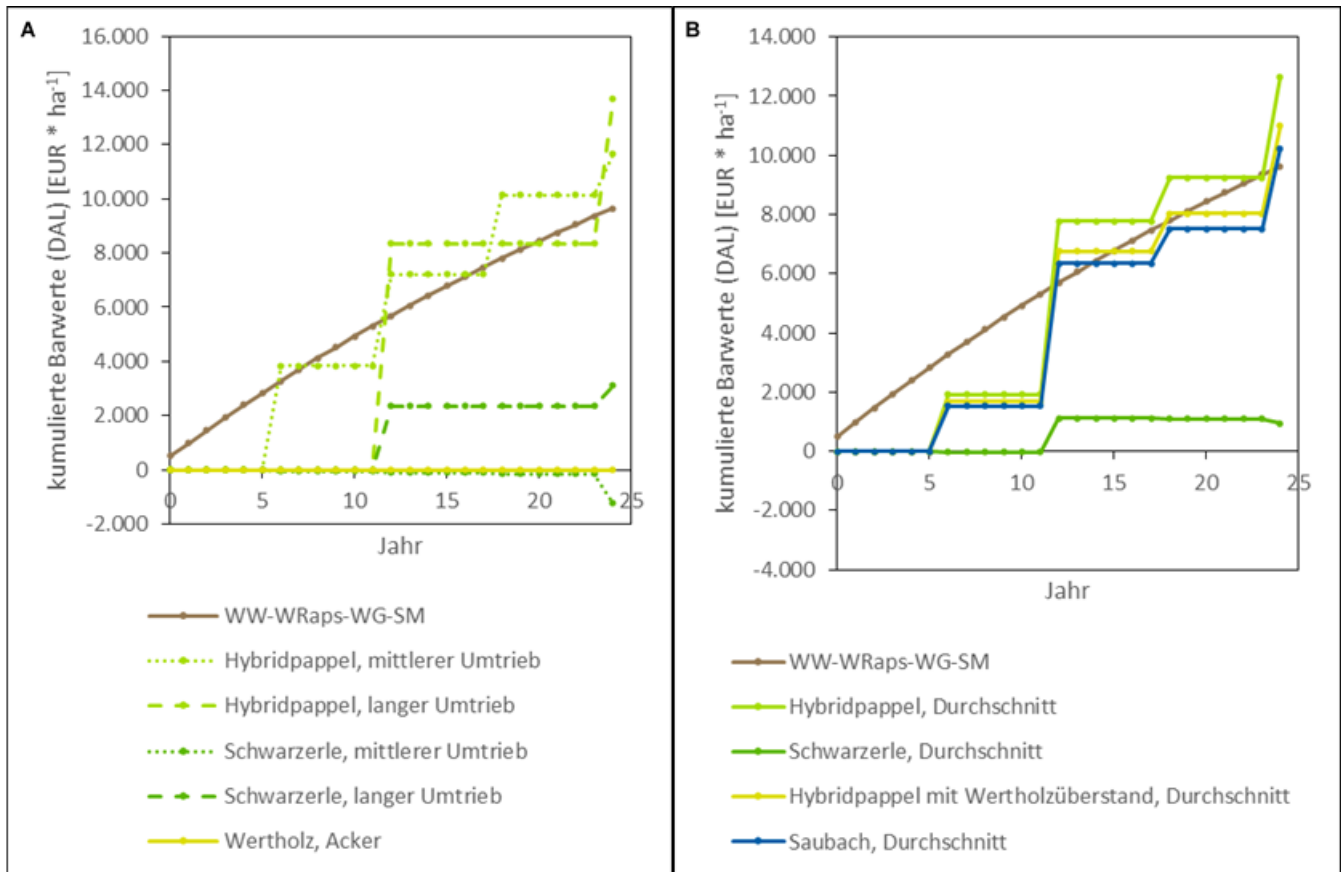 A
kumulierte Barwerte (DAL) [EUR * ha-1]
16.000
14.000
12.000
10.000
8.000
6.000
4.000
2.000
0
-2.000
0 5 10 15 20 25
Jahr
WW-WRaps-WG-SM
Hybridpappel, mittlerer Umtrieb
Hybridpappel, langer Umtrieb
Schwarzerle, mittlerer Umtrieb
Schwarzerle, langer Umtrieb
Wertholz, Acker
B
kumulierte Barwerte (DAL) [EUR * ha-1]
14.000
12.000
10.000
8.000
6.000
4.000
2.000
0
-2.000
-4.000
0 5 10 15 20 25
Jahr
WW-WRaps-WG-SM
Hybridpappel, Durchschnitt
Schwarzerle, Durchschnitt
Hybridpappel mit Wertholzüberstand, Durchschnitt
Saubach, Durchschnitt